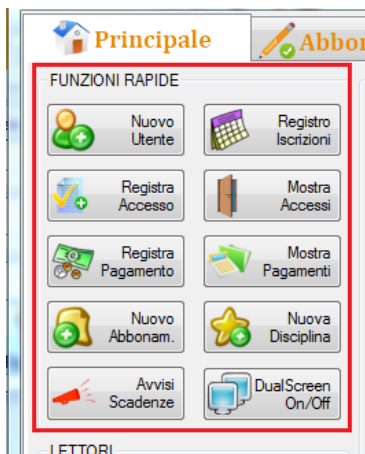 Principale
Abbon
FUNZIONI RAPIDE
Nuovo
Utente
Registro
Iscrizioni
Registra
Accesso
Mostra
Accessi
Registra
Pagamento
Mostra
Pagamenti
Nuovo
Abbonam.
Nuova
Disciplina
Avvisi
Scadenze
DualScreen
On/Off
LETTORI